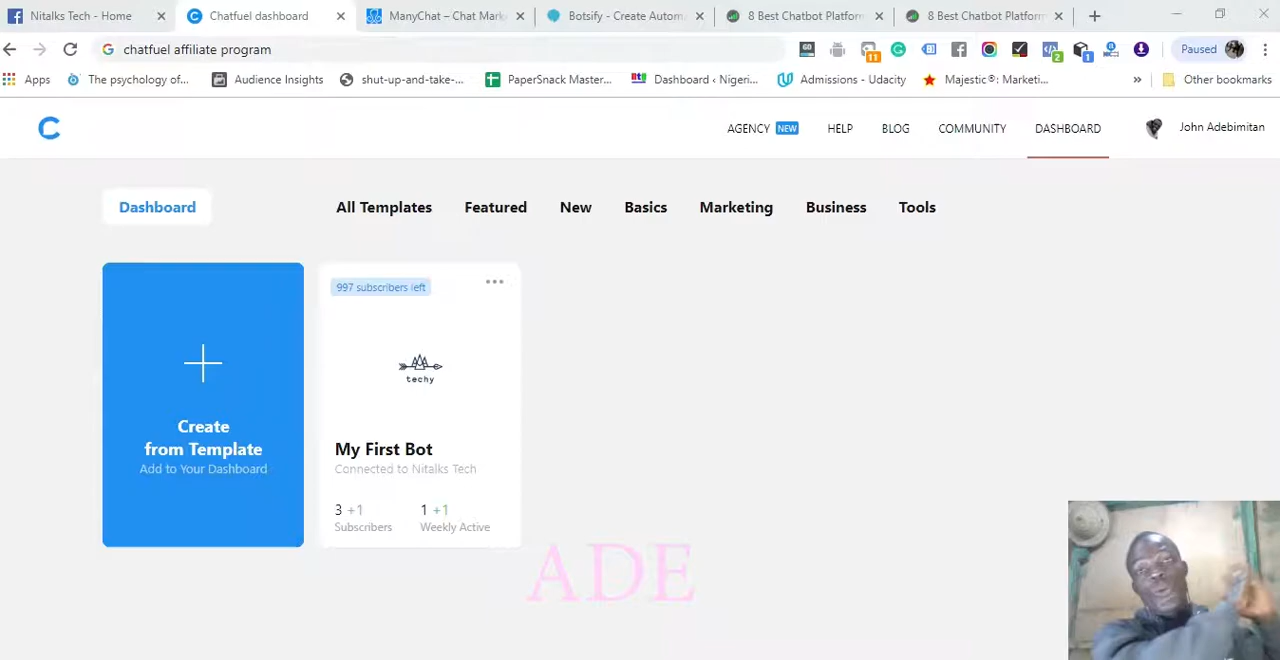 Nitalks Tech - Home
Chatfuel dashboard
ManyChat – Chat Mark
Botsify - Create Autom
8 Best Chatbot Platform
8 Best Chatbot Platform
chatfuel affiliate program
GD
11
2
1
Paused
Apps
The psychology of...
Audience Insights
shut-up-and-take-...
PaperSnack Master...
Dashboard ‹ Nigeri...
Admissions - Udacity
Majestic®: Marketi...
»
Other bookmarks
AGENCY NEW
HELP
BLOG
COMMUNITY
DASHBOARD
John Adebimitan
Dashboard
All Templates
Featured
New
Basics
Marketing
Business
Tools
Create
from Template
Add to Your Dashboard
997 subscribers left
techy
My First Bot
Connected to Nitalks Tech
3 +1
Subscribers
1 +1
Weekly Active
ADE